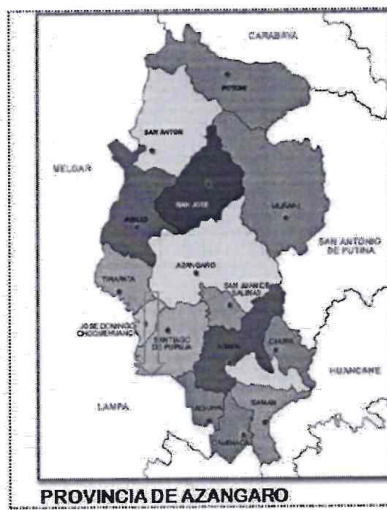 CARABAYA
POTONI
SAN ANTON
MELGAR
SAN JOSE
ASILLO
MUÑANI
SAN ANTONIO
DE PUTINA
AZANGARO
TIRAPATA
SAN JUAN DE
SALINAS
JOSE DOMINGO
CHOQUEHUANCA
SANTIAGO
DE PUPUJA
CHUPA
HUANCANE
LAMPA
ACHAYA
SAMAN
CAMINACA
PROVINCIA DE AZANGARO